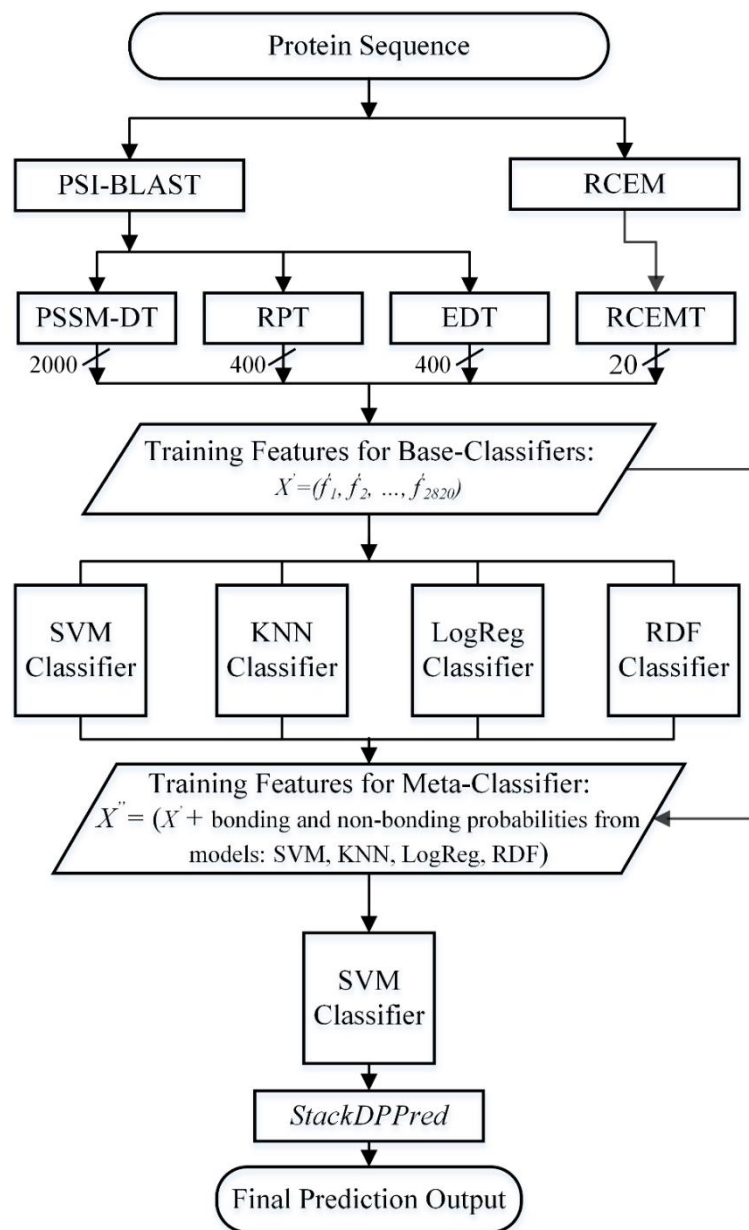 Protein Sequence
PSI-BLAST
RCEM
PSSM-DT
RPT
EDT
RCEMT
2000
400
400
20
Training Features for Base-Classifiers:
X'=(f'1, f'2, ..., f'2820)
SVM
Classifier
KNN
Classifier
LogReg
Classifier
RDF
Classifier
Training Features for Meta-Classifier:
X''= (X' + bonding and non-bonding probabilities from
models: SVM, KNN, LogReg, RDF)
SVM
Classifier
StackDPPred
Final Prediction Output